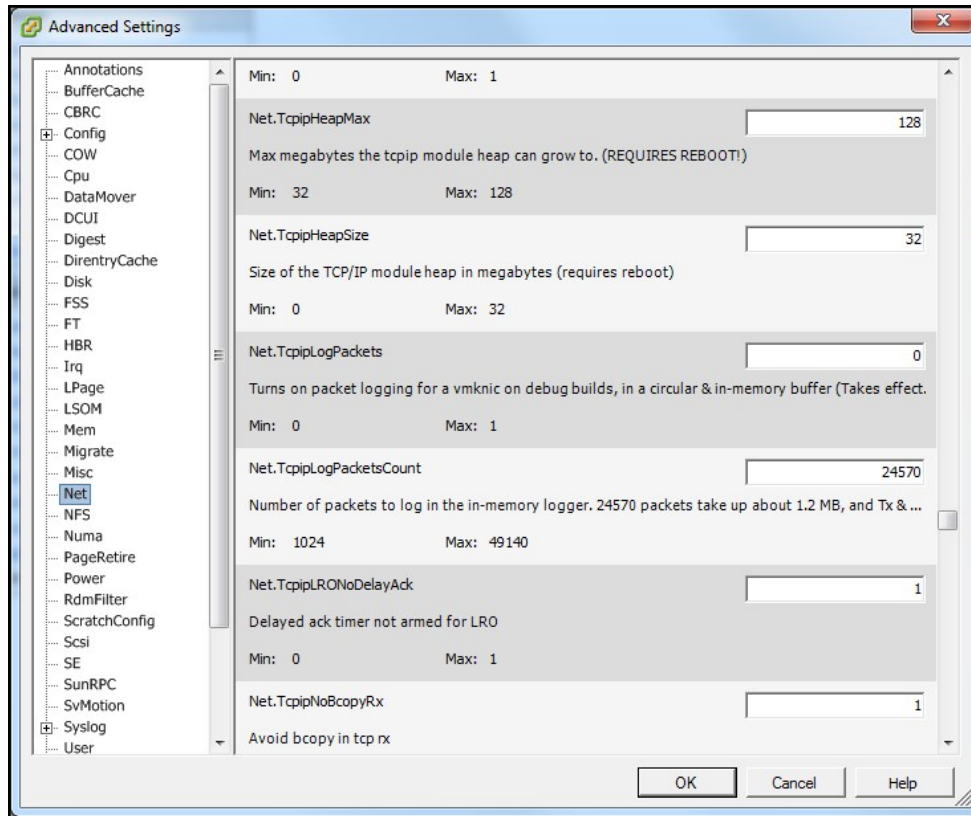 Advanced Settings
Annotations
BufferCache
CBRC
Config
COW
Cpu
DataMover
DCUI
Digest
DirentryCache
Disk
FSS
FT
HBR
Irq
LPage
LSOM
Mem
Migrate
Misc
Net
NFS
Numa
PageRetire
Power
RdmFilter
ScratchConfig
Scsi
SE
SunRPC
SvMotion
Syslog
User
Min: 0 Max: 1
Net.TcpipHeapMax 128
Max megabytes the tcpip module heap can grow to. (REQUIRES REBOOT!)
Min: 32 Max: 128
Net.TcpipHeapSize 32
Size of the TCP/IP module heap in megabytes (requires reboot)
Min: 0 Max: 32
Net.TcpipLogPackets 0
Turns on packet logging for a vmknic on debug builds, in a circular & in-memory buffer (Takes effect.
Min: 0 Max: 1
Net.TcpipLogPacketsCount 24570
Number of packets to log in the in-memory logger. 24570 packets take up about 1.2 MB, and Tx & ...
Min: 1024 Max: 49140
Net.TcpipLRONoDelayAck 1
Delayed ack timer not armed for LRO
Min: 0 Max: 1
Net.TcpipNoBcopyRx 1
Avoid bcopy in tcp rx
OK Cancel Help